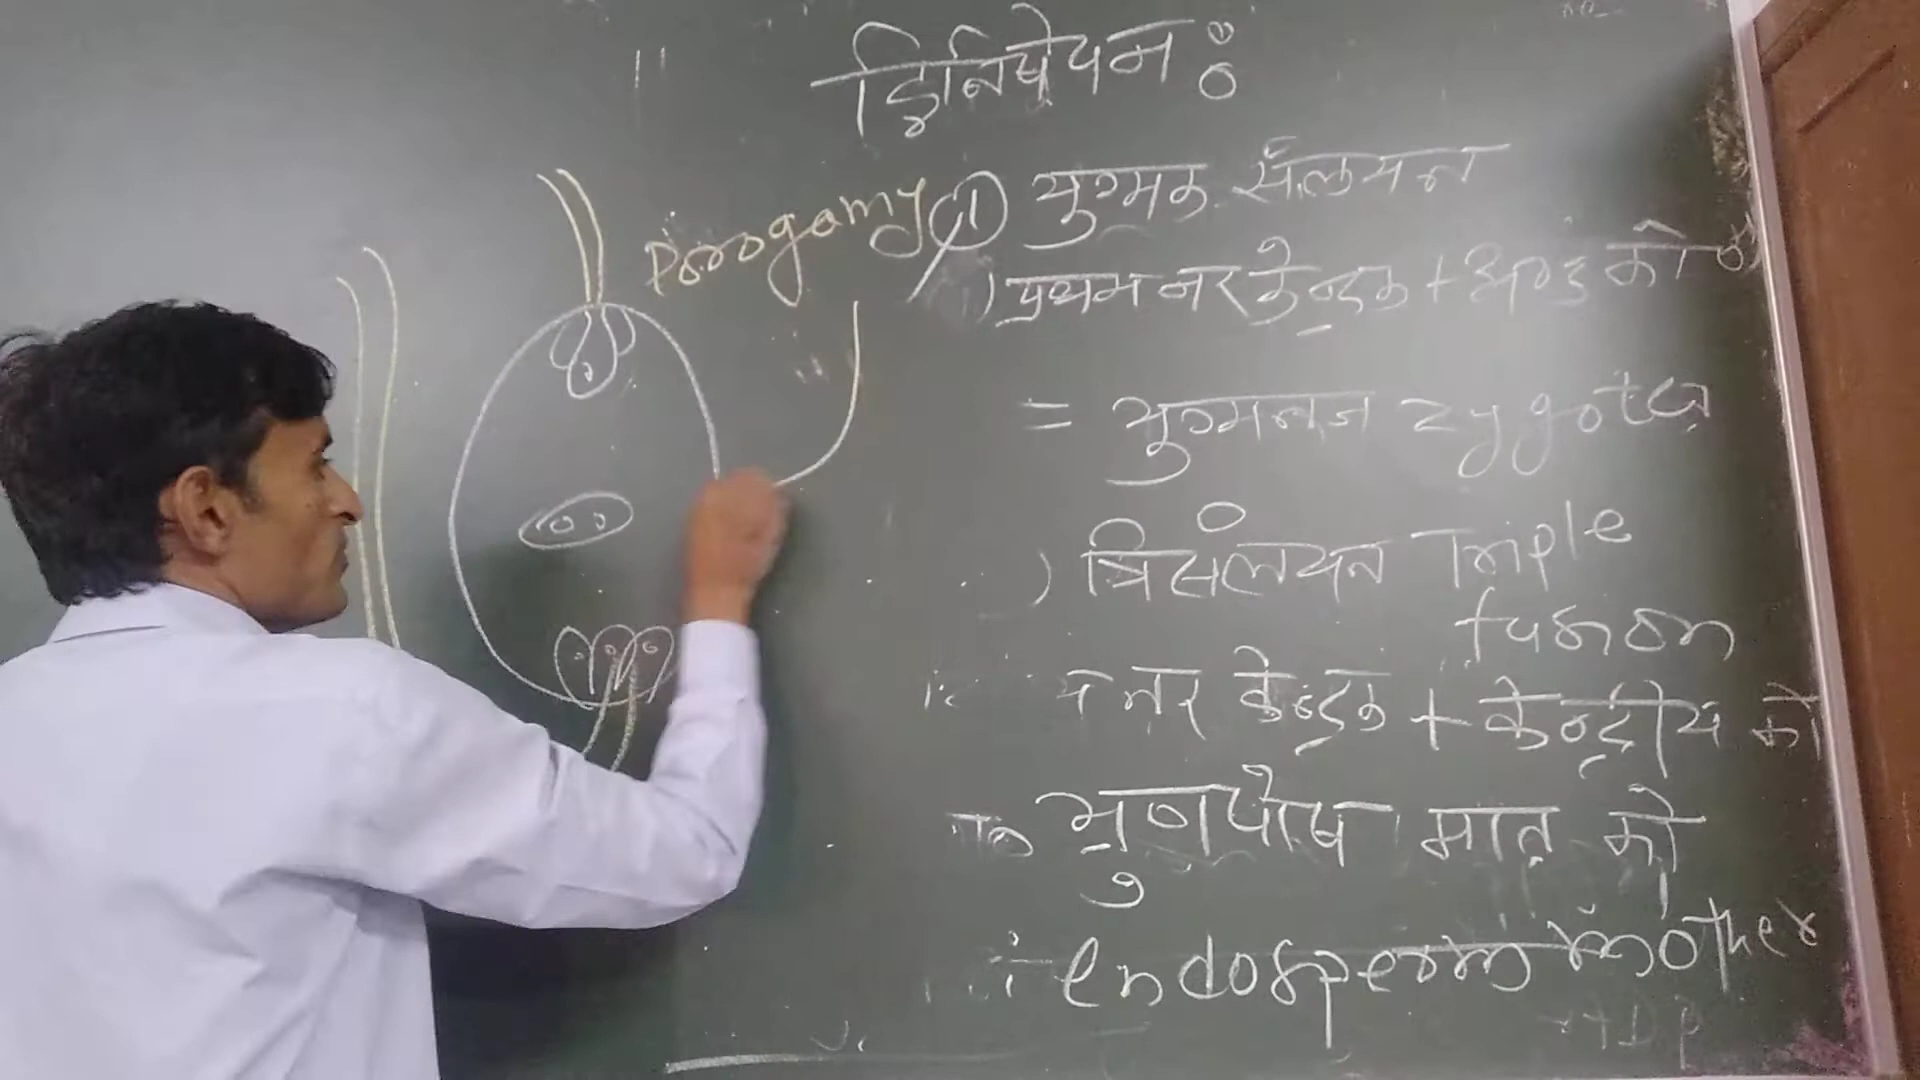 द्विनिषेचन :
Porogamy
① युग्मक संलयन
) प्रथम नर केन्द्रक + अण्ड को
= युग्मनज zygote
) त्रिसंलयन Triple
fusion
नर केन्द्रक + केन्द्रीय को
भ्रुणपोष मातृ को
endosperm mother